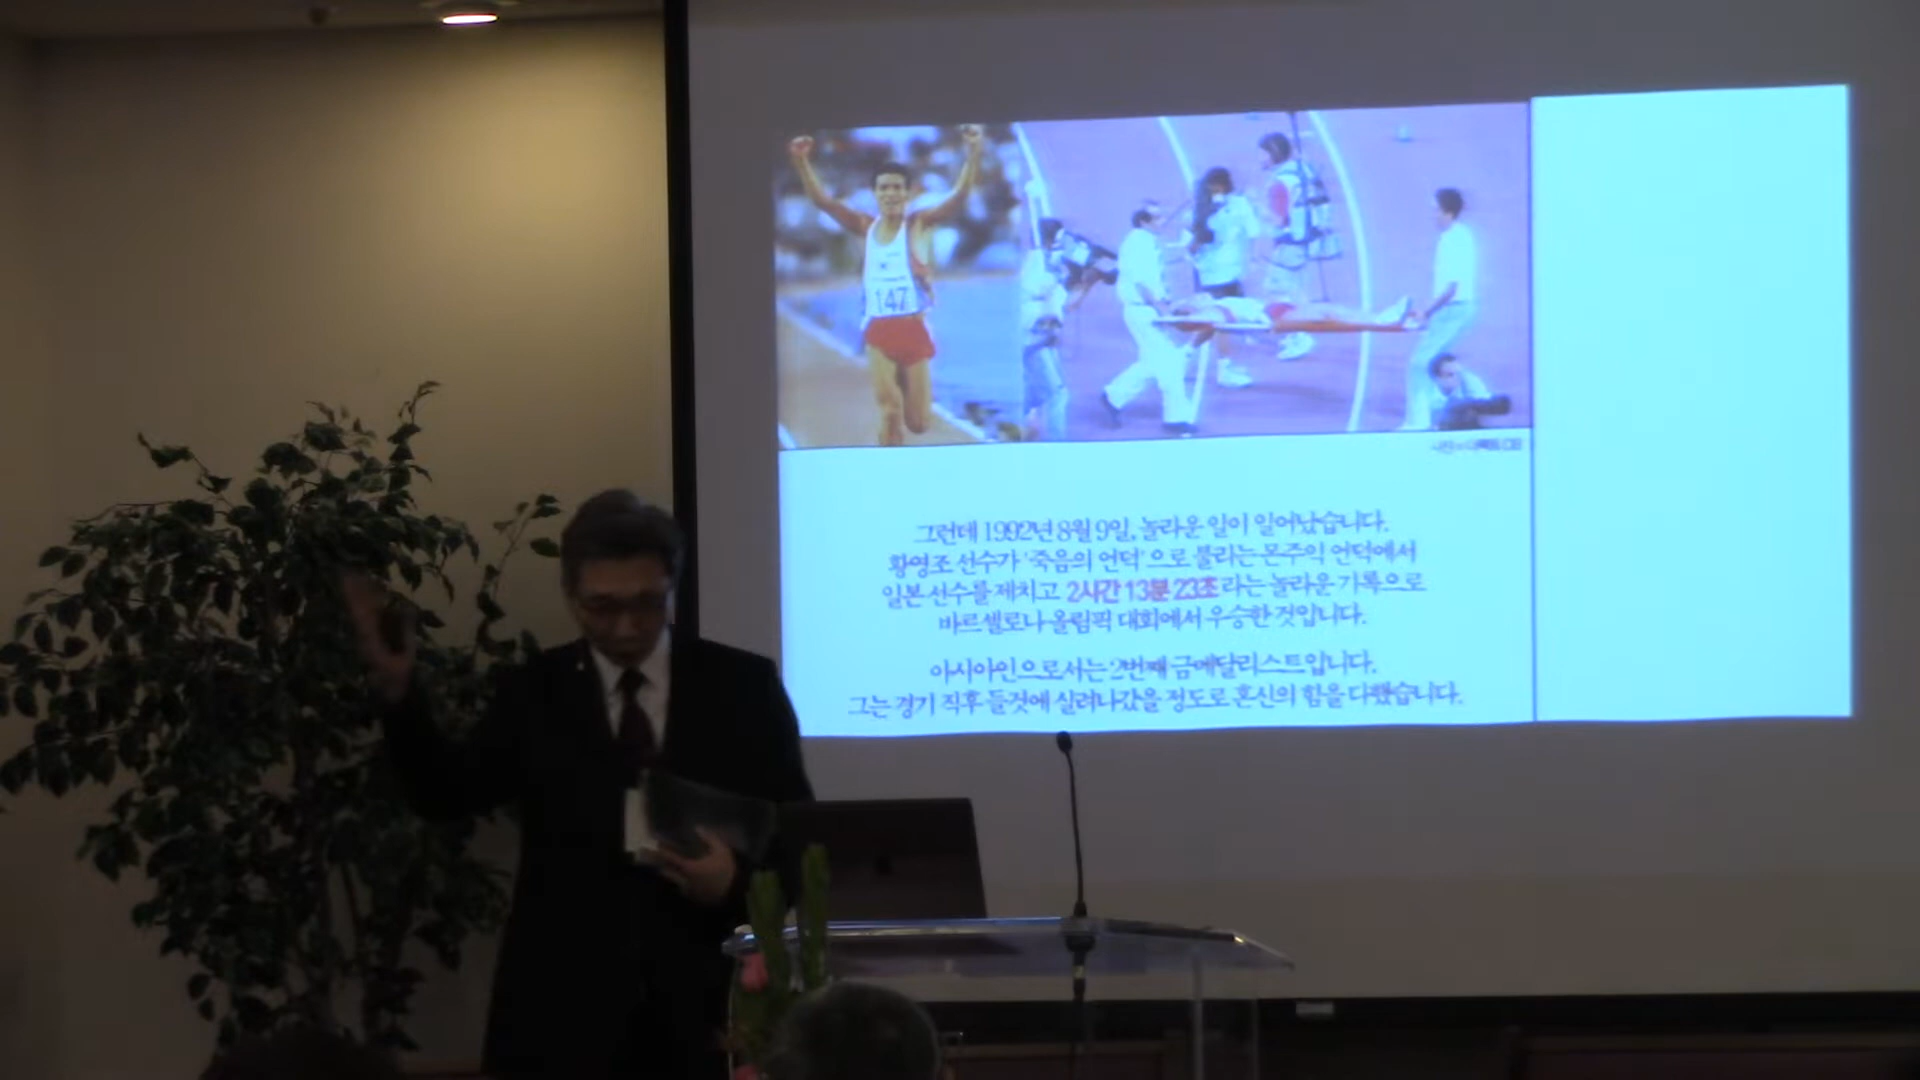 147
그런데 1992년 8월 9일, 놀라운 일이 일어났습니다.
황영조 선수가 '죽음의 언덕'으로 불리는 몬주익 언덕에서
일본 선수를 제치고 2시간 13분 23초라는 놀라운 기록으로
바르셀로나 올림픽 대회에서 우승한 것입니다.
아시아인으로서는 2번째 금메달리스트입니다.
그는 경기 직후 들것에 실려나갔을 정도로 혼신의 힘을 다했습니다.